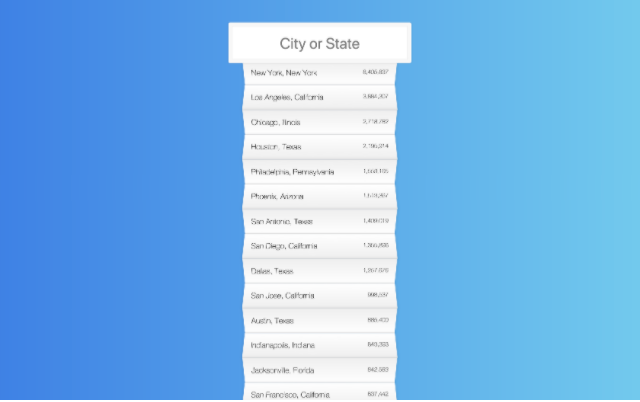 City or State
New York, New York 8,405,837
Los Angeles, California 3,884,307
Chicago, Illinois 2,718,782
Houston, Texas 2,195,914
Philadelphia, Pennsylvania 1,553,165
Phoenix, Arizona 1,513,367
San Antonio, Texas 1,409,019
San Diego, California 1,355,896
Dallas, Texas 1,257,676
San Jose, California 998,537
Austin, Texas 885,400
Indianapolis, Indiana 843,393
Jacksonville, Florida 842,583
San Francisco, California 837,442